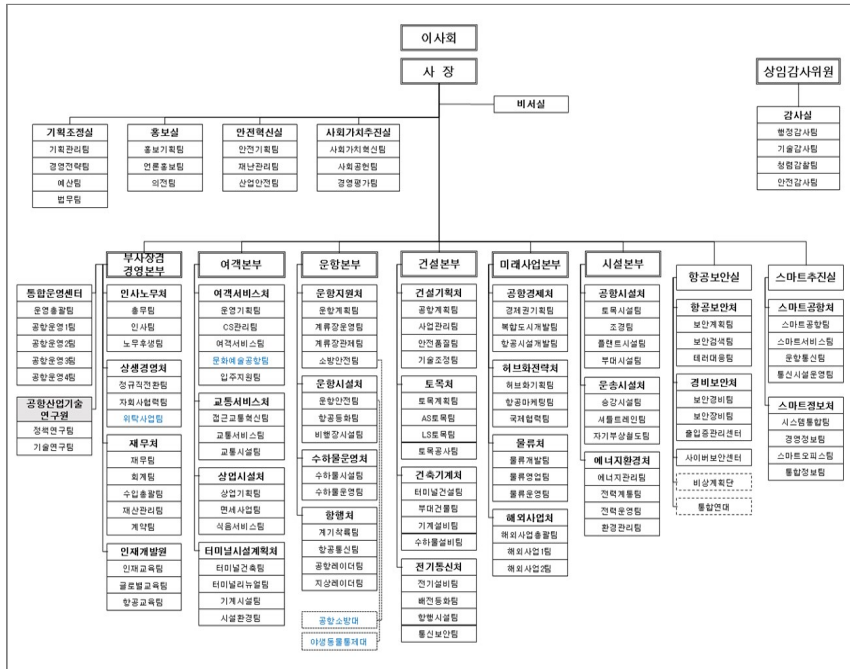 이사회
사 장
상임감사위원
비서실
감사실
행정감사팀
기술감사팀
청렴감찰팀
안전감사팀
기획조정실
기획관리팀
경영전략팀
예산팀
법무팀
홍보실
홍보기획팀
언론홍보팀
의전팀
안전혁신실
안전기획팀
재난관리팀
산업안전팀
사회가치추진실
사회가치혁신팀
사회공헌팀
경영평가팀
통합운영센터
운영총괄팀
공항운영1팀
공항운영2팀
공항운영3팀
공항운영4팀
공항산업기술
연구원
정책연구팀
기술연구팀
부사장겸
경영본부
인사노무처
총무팀
인사팀
노무후생팀
상생경영처
정규직전환팀
자회사협력팀
위탁사업팀
재무처
재무팀
회계팀
수입총괄팀
재산관리팀
계약팀
인재개발원
인재교육팀
글로벌교육팀
항공교육팀
여객본부
여객서비스처
운영기획팀
CS관리팀
여객서비스팀
문화예술공항팀
입주지원팀
교통서비스처
접근교통혁신팀
교통서비스팀
교통시설팀
상업시설처
상업기획팀
면세사업팀
식음서비스팀
터미널시설계획처
터미널건축팀
터미널리뉴얼팀
기계시설팀
시설환경팀
운항본부
운항지원처
운항계획팀
계류장운영팀
계류장관제팀
소방안전팀
운항시설처
운항안전팀
항공등화팀
비행장시설팀
수하물운영처
수하물시설팀
수하물운영팀
항행처
계기착륙팀
항공통신팀
공항레이더팀
지상레이더팀
공항소방대
야생동물통제대
건설본부
건설기획처
공항계획팀
사업관리팀
안전품질팀
기술조정팀
토목처
토목계획팀
AS토목팀
LS토목팀
토목공사팀
건축기계처
터미널건설팀
부대건물팀
기계설비팀
수하물설비팀
전기통신처
전기설비팀
배전등화팀
항행시설팀
통신보안팀
미래사업본부
공항경제처
경제권기획팀
복합도시개발팀
항공시설개발팀
허브화전략처
허브화기획팀
항공마케팅팀
국제협력팀
물류처
물류개발팀
물류영업팀
물류운영팀
해외사업처
해외사업총괄팀
해외사업1팀
해외사업2팀
시설본부
공항시설처
토목시설팀
조경팀
플랜트시설팀
부대시설팀
운송시설처
승강시설팀
셔틀트레인팀
자기부상철도팀
에너지환경처
에너지관리팀
전력계통팀
전력운영팀
환경관리팀
항공보안실
항공보안처
보안계획팀
보안검색팀
테러대응팀
경비보안처
보안경비팀
보안장비팀
출입증관리센터
사이버보안센터
비상계획단
통합연대
스마트추진실
스마트공항처
스마트공항팀
스마트서비스팀
운항통신팀
통신시설운영팀
스마트정보처
시스템통합팀
경영정보팀
스마트오피스팀
통합정보팀